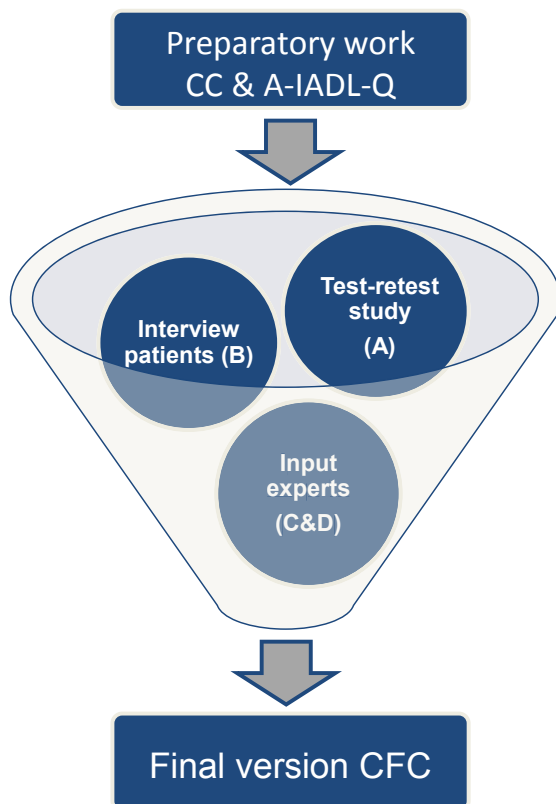 Preparatory work
CC & A-IADL-Q
Test-retest
study
(A)
Interview
patients (B)
Input
experts
(C&D)
Final version CFC